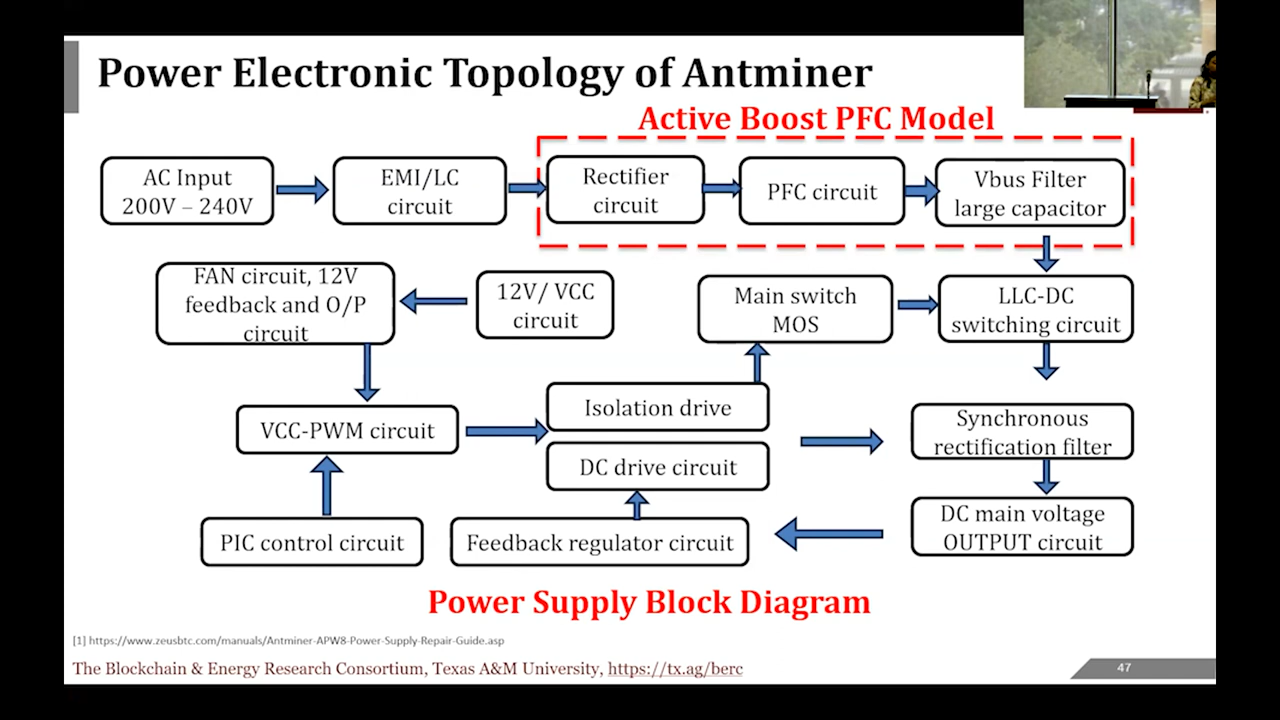 Power Electronic Topology of Antminer
Active Boost PFC Model
AC Input
200V – 240V
EMI/LC
circuit
Rectifier
circuit
PFC circuit
Vbus Filter
large capacitor
FAN circuit, 12V
feedback and O/P
circuit
12V/ VCC
circuit
Main switch
MOS
LLC-DC
switching circuit
Isolation drive
VCC-PWM circuit
DC drive circuit
Synchronous
rectification filter
PIC control circuit
Feedback regulator circuit
DC main voltage
OUTPUT circuit
Power Supply Block Diagram
[1] https://www.zeusbtc.com/manuals/Antminer-APW8-Power-Supply-Repair-Guide.asp
The Blockchain & Energy Research Consortium, Texas A&M University, https://tx.ag/berc
47